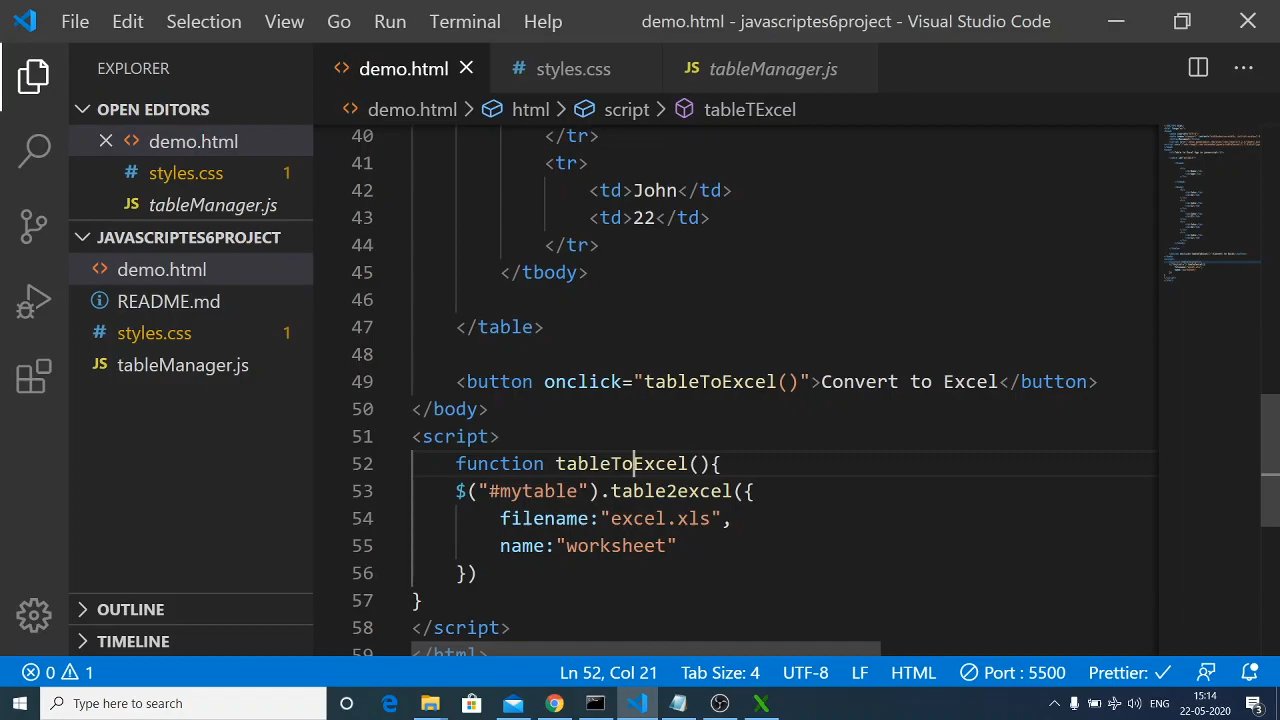 File Edit Selection View Go Run Terminal Help demo.html - javascriptes6project - Visual Studio Code
EXPLORER
OPEN EDITORS
demo.html
# styles.css 1
JS tableManager.js
JAVASCRIPTES6PROJECT
demo.html
README.md
# styles.css 1
JS tableManager.js
OUTLINE
TIMELINE
demo.html # styles.css JS tableManager.js
demo.html > html > script > tableTExcel
40 </tr>
41 <tr>
42 <td>John</td>
43 <td>22</td>
44 </tr>
45 </tbody>
46
47 </table>
48
49 <button onclick="tableToExcel()">Convert to Excel</button>
50 </body>
51 <script>
52 function tableToExcel(){
53 $("#mytable").table2excel({
54 filename:"excel.xls",
55 name:"worksheet"
56 })
57 }
58 </script>
59 </html>
0 1 Ln 52, Col 21 Tab Size: 4 UTF-8 LF HTML Port : 5500 Prettier:
Type here to search ENG 15:14
22-05-2020 3